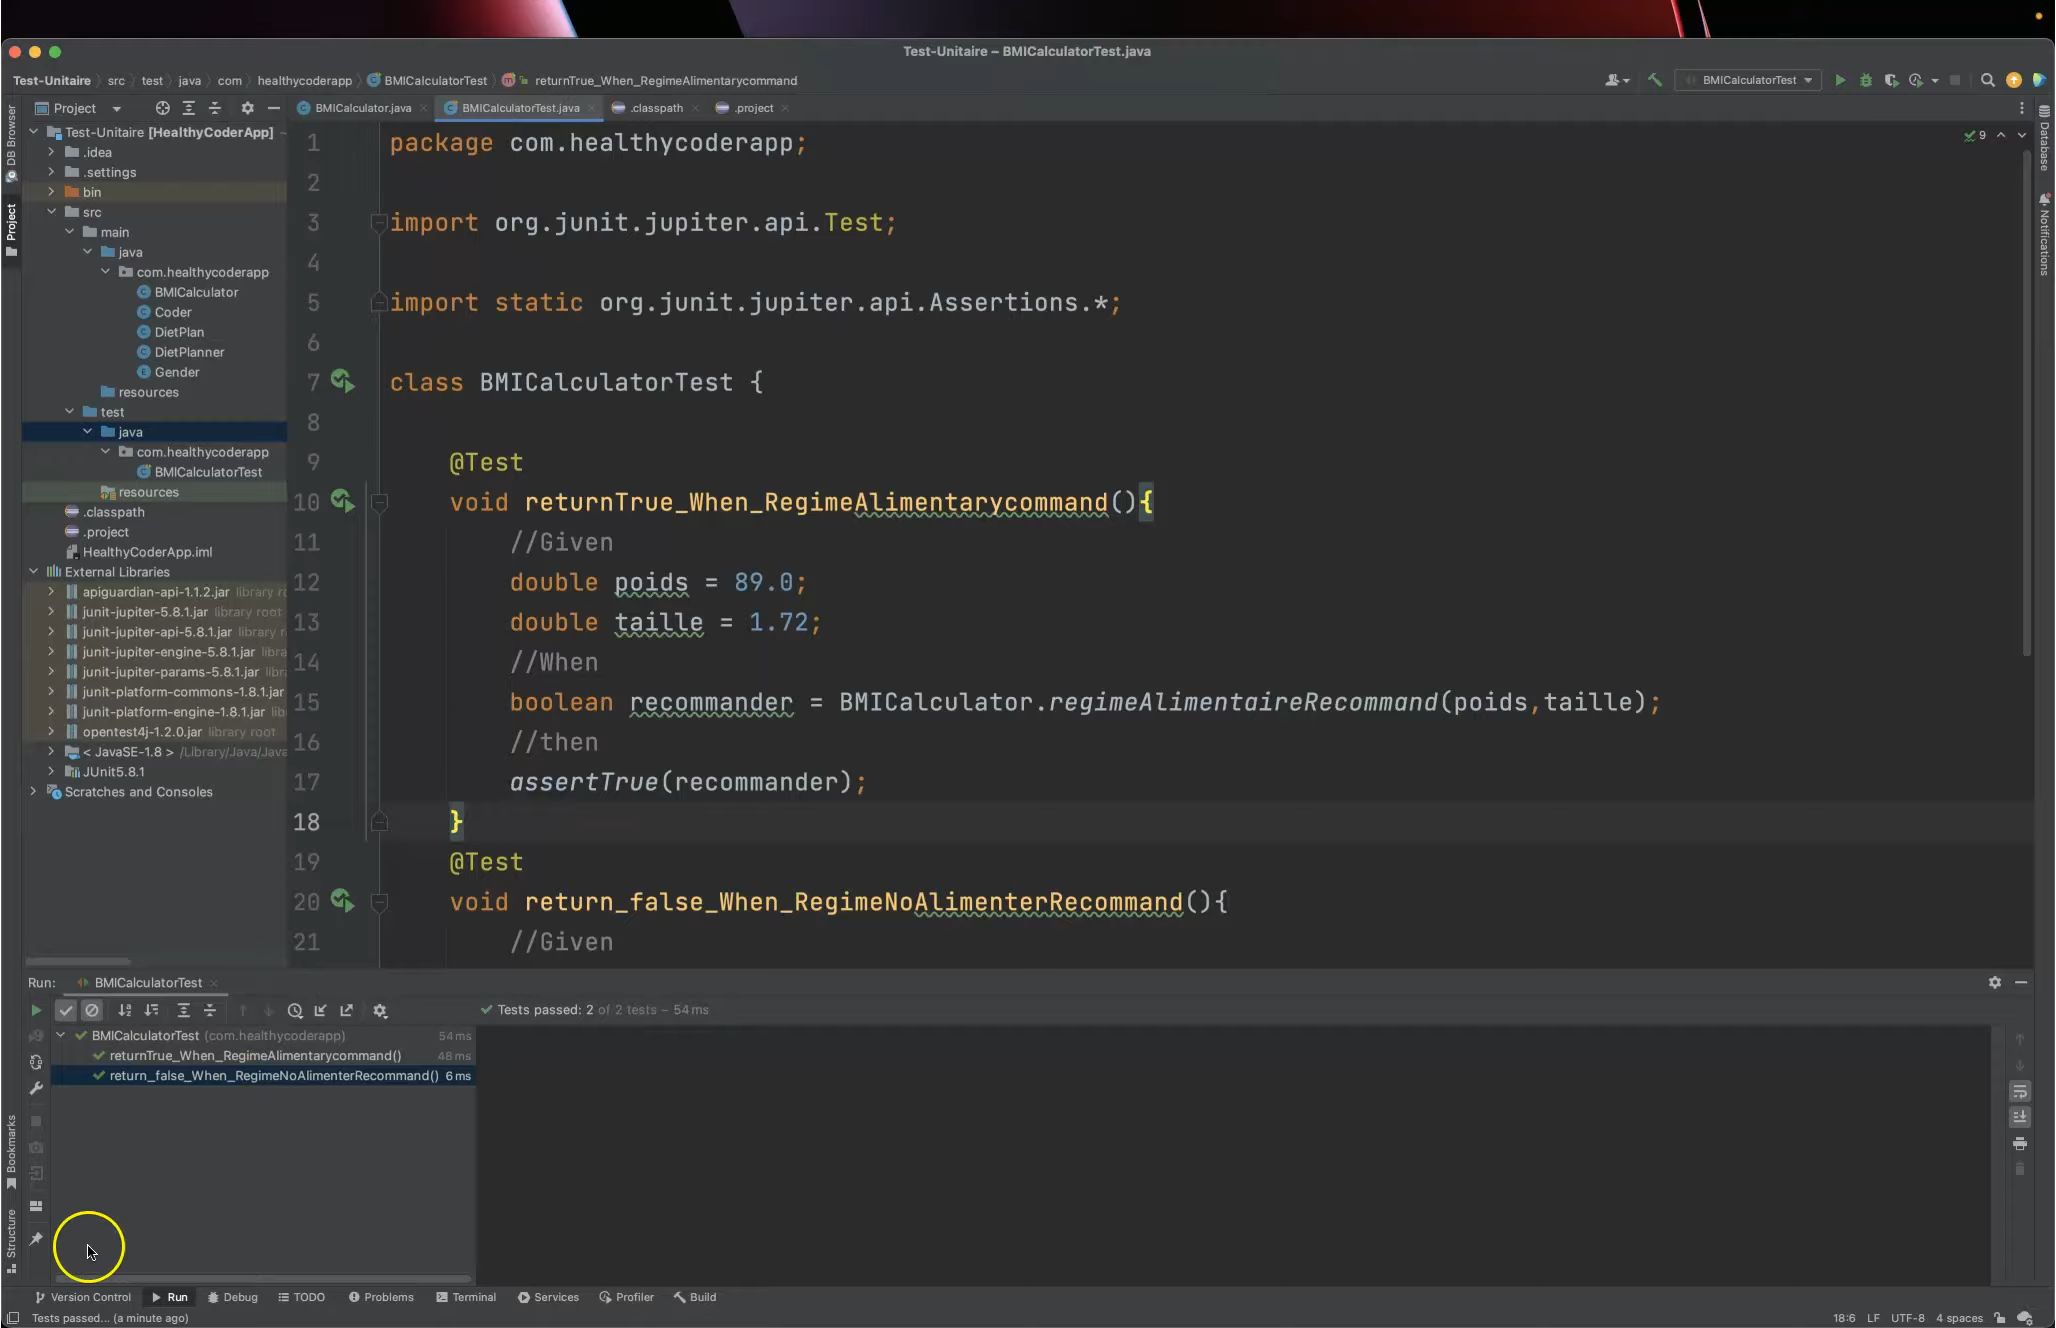 Test-Unitaire – BMICalculatorTest.java
Test-Unitaire src test java com healthycoderapp BMICalculatorTest returnTrue_When_RegimeAlimentarycommand
BMICalculatorTest
Project
BMICalculator.java
BMICalculatorTest.java
.classpath
.project
DB Browser
Project
Bookmarks
Structure
Database
Notifications
Test-Unitaire [HealthyCoderApp]
.idea
.settings
bin
src
main
java
com.healthycoderapp
BMICalculator
Coder
DietPlan
DietPlanner
Gender
resources
test
java
com.healthycoderapp
BMICalculatorTest
resources
.classpath
.project
HealthyCoderApp.iml
External Libraries
apiguardian-api-1.1.2.jar library
junit-jupiter-5.8.1.jar library root
junit-jupiter-api-5.8.1.jar library
junit-jupiter-engine-5.8.1.jar
junit-jupiter-params-5.8.1.jar
junit-platform-commons-1.8.1.jar
junit-platform-engine-1.8.1.jar
opentest4j-1.2.0.jar library root
< JavaSE-1.8 > /Library/Java/Java
JUnit5.8.1
Scratches and Consoles
9
1 package com.healthycoderapp;
2
3 import org.junit.jupiter.api.Test;
4
5 import static org.junit.jupiter.api.Assertions.*;
6
7 class BMICalculatorTest {
8
9 @Test
10 void returnTrue_When_RegimeAlimentarycommand(){
11 //Given
12 double poids = 89.0;
13 double taille = 1.72;
14 //When
15 boolean recommander = BMICalculator.regimeAlimentaireRecommand(poids,taille);
16 //then
17 assertTrue(recommander);
18 }
19 @Test
20 void return_false_When_RegimeNoAlimenterRecommand(){
21 //Given
Run: BMICalculatorTest
Tests passed: 2 of 2 tests – 54 ms
BMICalculatorTest (com.healthycoderapp) 54 ms
returnTrue_When_RegimeAlimentarycommand() 48 ms
return_false_When_RegimeNoAlimenterRecommand() 6 ms
Version Control Run Debug TODO Problems Terminal Services Profiler Build
Tests passed... (a minute ago)
18:6 LF UTF-8 4 spaces